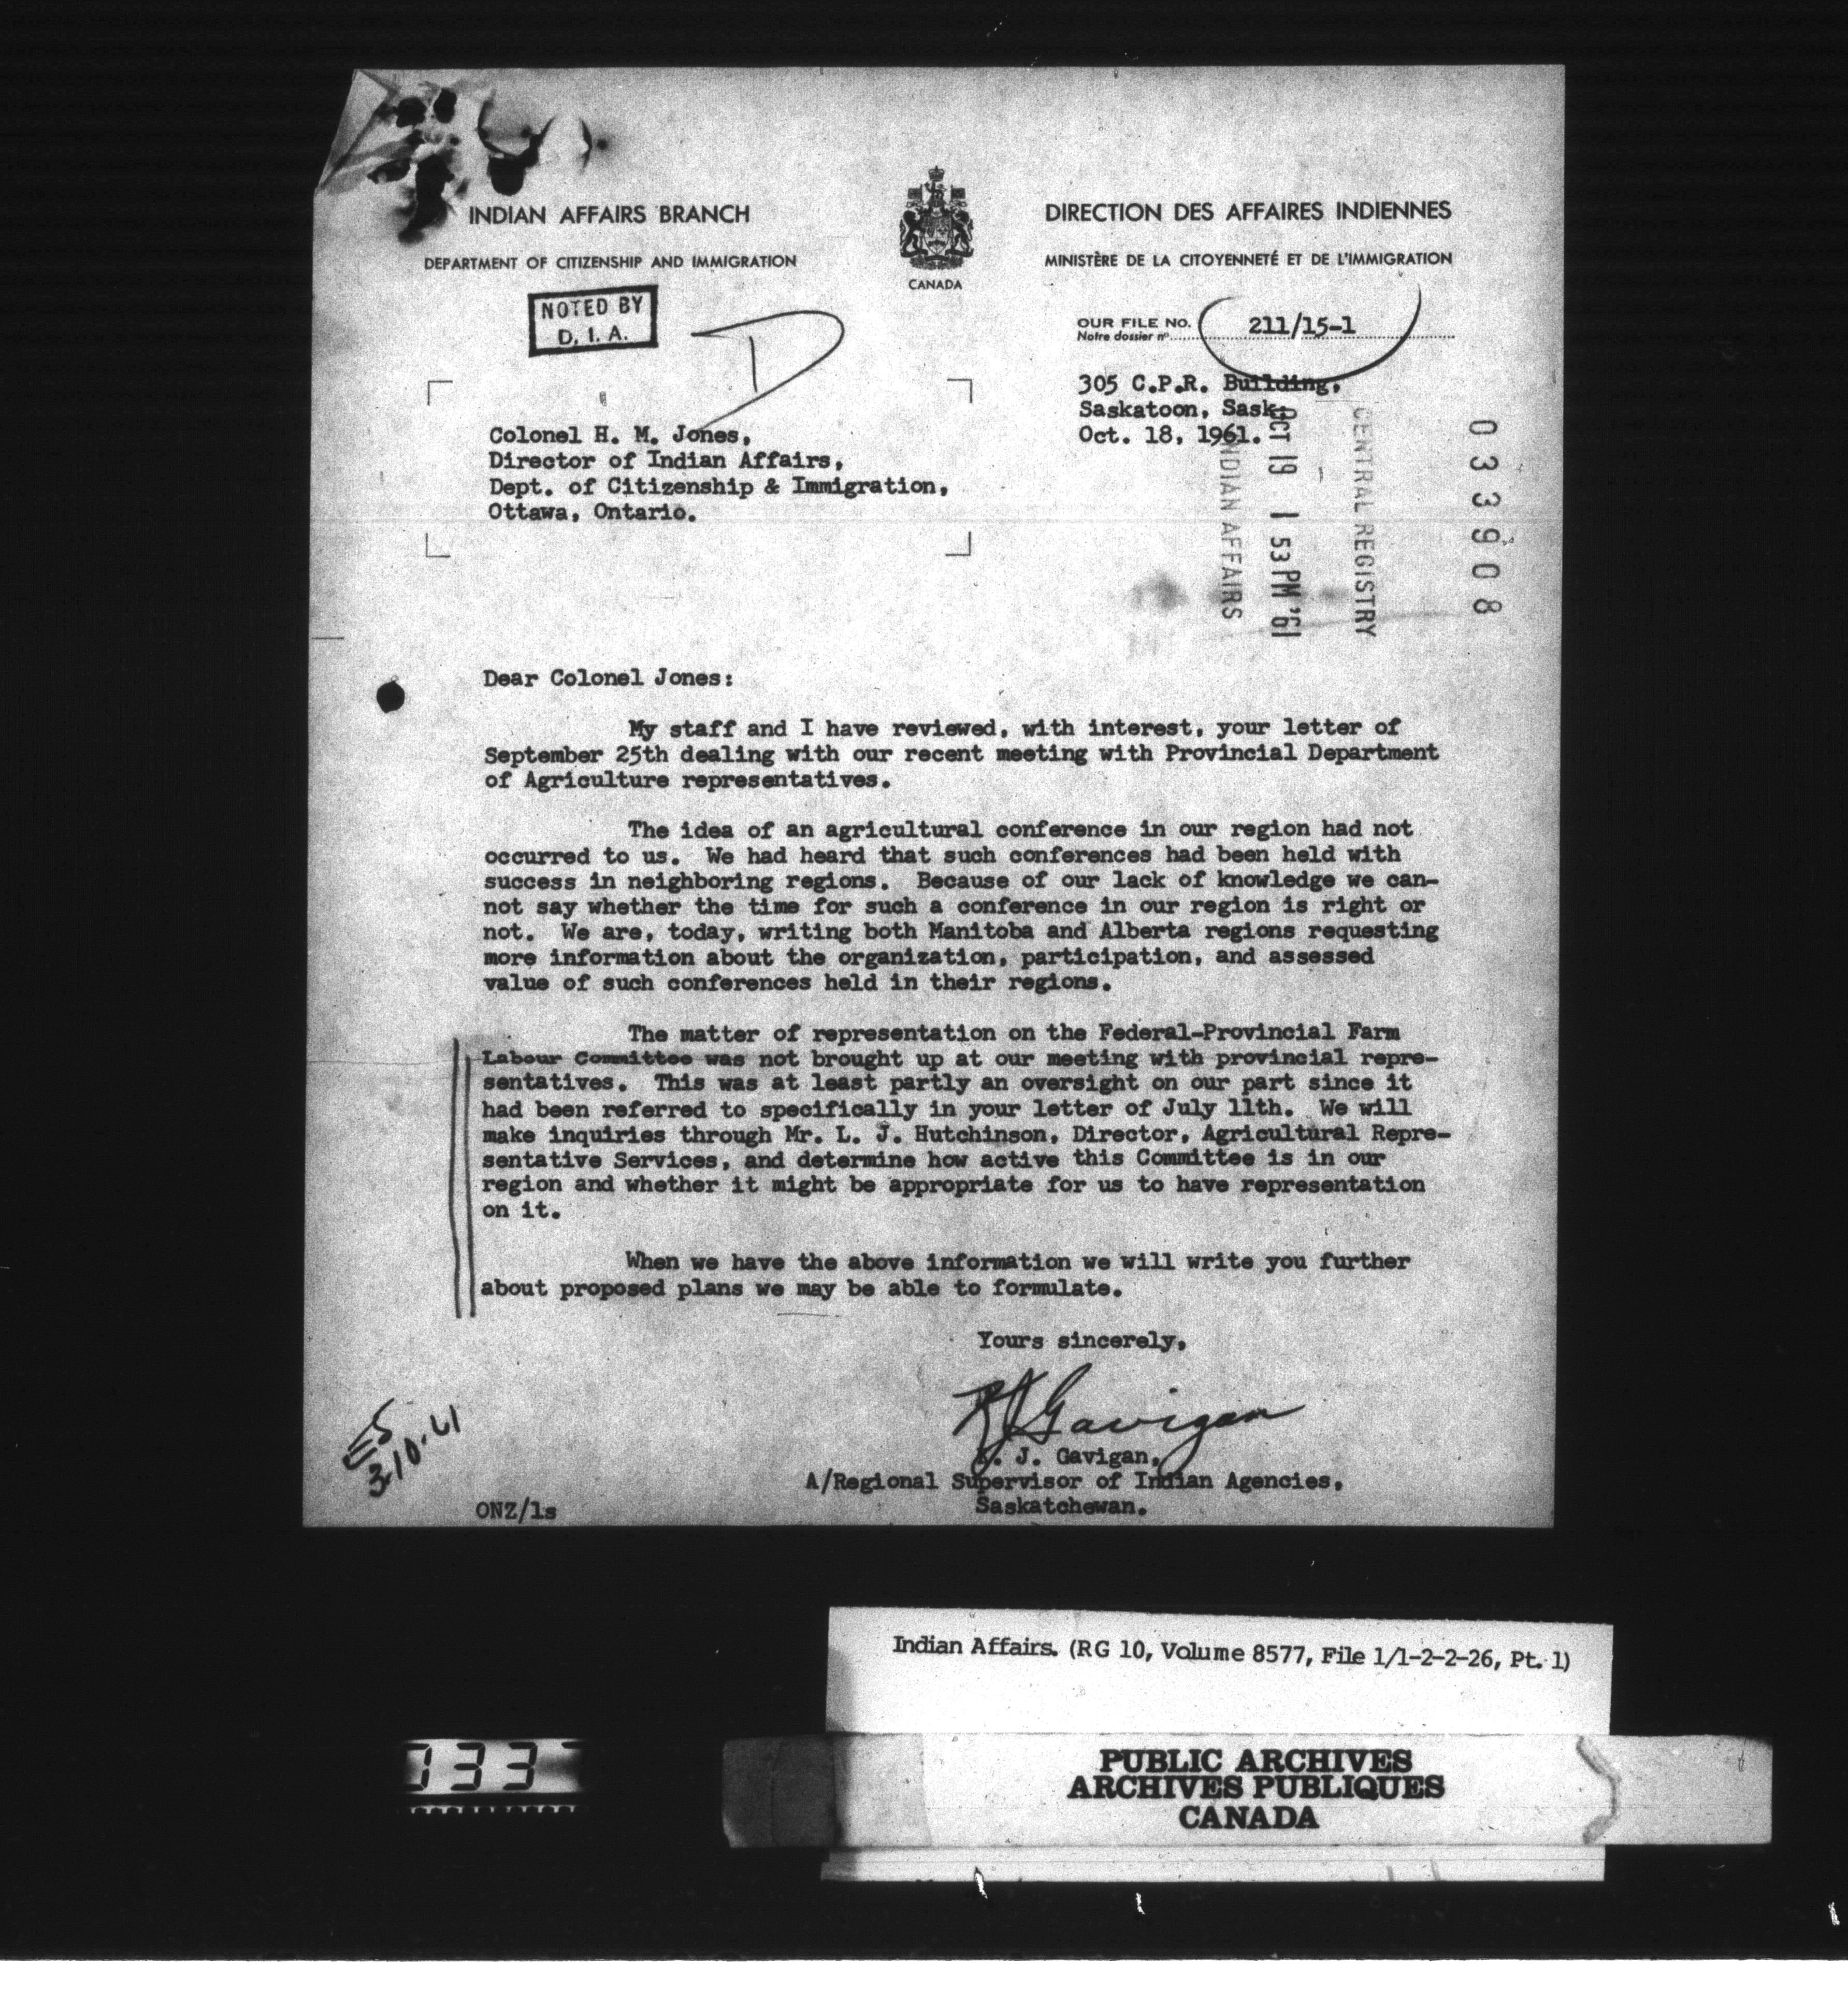 INDIAN AFFAIRS BRANCH
DEPARTMENT OF CITIZENSHIP AND IMMIGRATION
CANADA
DIRECTION DES AFFAIRES INDIENNES
MINISTÈRE DE LA CITOYENNETÉ ET DE L'IMMIGRATION
NOTED BY
D. I. A.
D
OUR FILE NO.
Notre dossier nº
211/15-1
305 C.P.R. Building,
Saskatoon, Sask.
Oct. 18, 1961.
Colonel H. M. Jones,
Director of Indian Affairs,
Dept. of Citizenship & Immigration,
Ottawa, Ontario.
033908
CENTRAL REGISTRY
OCT 19 1 53 PM '61
INDIAN AFFAIRS
Dear Colonel Jones:
My staff and I have reviewed, with interest, your letter of
September 25th dealing with our recent meeting with Provincial Department
of Agriculture representatives.
The idea of an agricultural conference in our region had not
occurred to us. We had heard that such conferences had been held with
success in neighboring regions. Because of our lack of knowledge we can-
not say whether the time for such a conference in our region is right or
not. We are, today, writing both Manitoba and Alberta regions requesting
more information about the organization, participation, and assessed
value of such conferences held in their regions.
The matter of representation on the Federal-Provincial Farm
Labour Committee was not brought up at our meeting with provincial repre-
sentatives. This was at least partly an oversight on our part since it
had been referred to specifically in your letter of July 11th. We will
make inquiries through Mr. L. J. Hutchinson, Director, Agricultural Repre-
sentative Services, and determine how active this Committee is in our
region and whether it might be appropriate for us to have representation
on it.
When we have the above information we will write you further
about proposed plans we may be able to formulate.
Yours sincerely,
Gavigan
J. Gavigan,
A/Regional Supervisor of Indian Agencies,
Saskatchewan.
ES
10.61
ONZ/ls
Indian Affairs. (RG 10, Volume 8577, File 1/1-2-2-26, Pt. 1)
33
PUBLIC ARCHIVES
ARCHIVES PUBLIQUES
CANADA